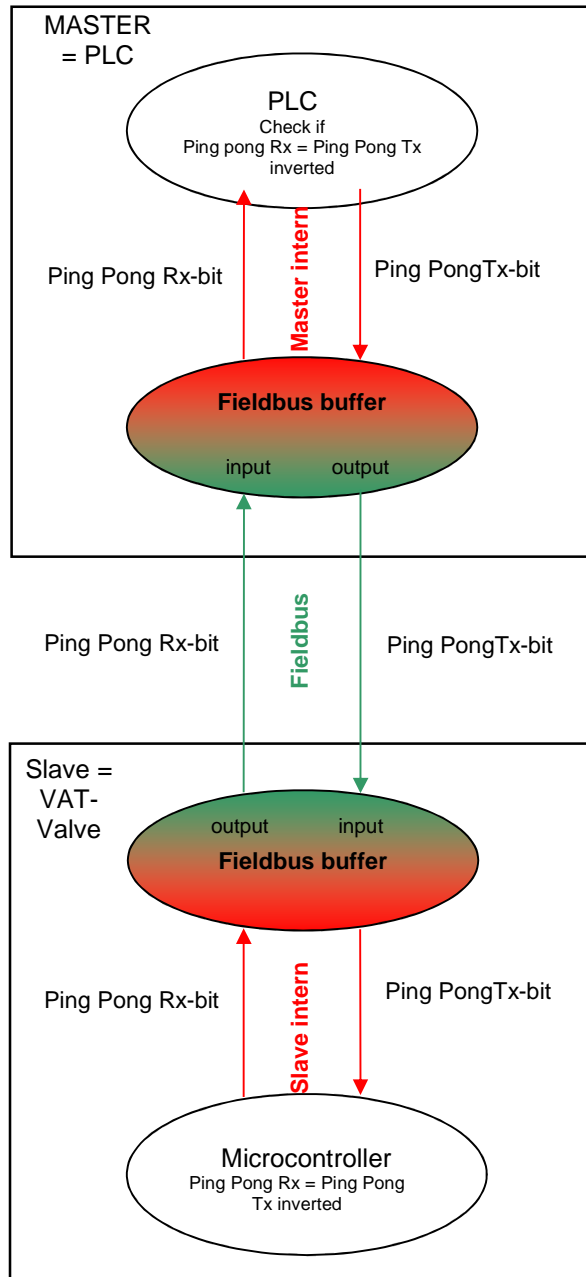 MASTER
= PLC
PLC
Check if
Ping pong Rx = Ping Pong Tx
inverted
Ping Pong Rx-bit
Master intern
Ping PongTx-bit
Fieldbus buffer
input output
Ping Pong Rx-bit
Fieldbus
Ping PongTx-bit
Slave =
VAT-
Valve
output input
Fieldbus buffer
Ping Pong Rx-bit
Slave intern
Ping PongTx-bit
Microcontroller
Ping Pong Rx = Ping Pong
Tx inverted